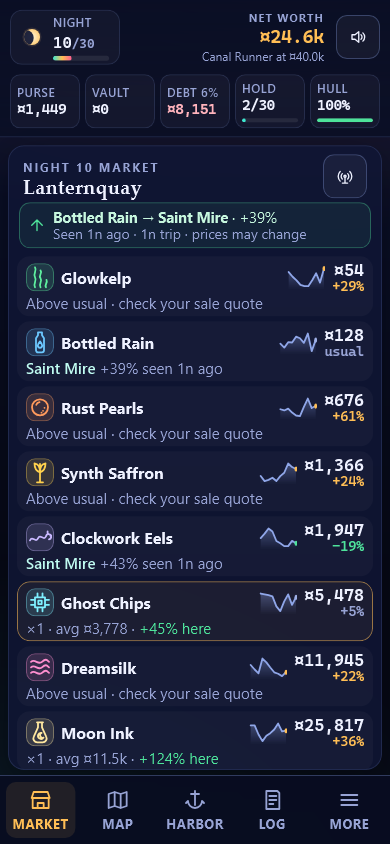 NIGHT
10/30
NET WORTH
¤24.6k
Canal Runner at ¤40.0k
PURSE
¤1,449
VAULT
¤0
DEBT 6%
¤8,151
HOLD
2/30
HULL
100%
NIGHT 10 MARKET
Lanternquay
Bottled Rain → Saint Mire · +39%
Seen 1n ago · 1n trip · prices may change
Glowkelp
¤54
+29%
Above usual · check your sale quote
Bottled Rain
¤128
usual
Saint Mire +39% seen 1n ago
Rust Pearls
¤676
+61%
Above usual · check your sale quote
Synth Saffron
¤1,366
+24%
Above usual · check your sale quote
Clockwork Eels
¤1,947
−19%
Saint Mire +43% seen 1n ago
Ghost Chips
¤5,478
+5%
×1 · avg ¤3,778 · +45% here
Dreamsilk
¤11,945
+22%
Above usual · check your sale quote
Moon Ink
¤25,817
+36%
×1 · avg ¤11.5k · +124% here
MARKET
MAP
HARBOR
LOG
MORE